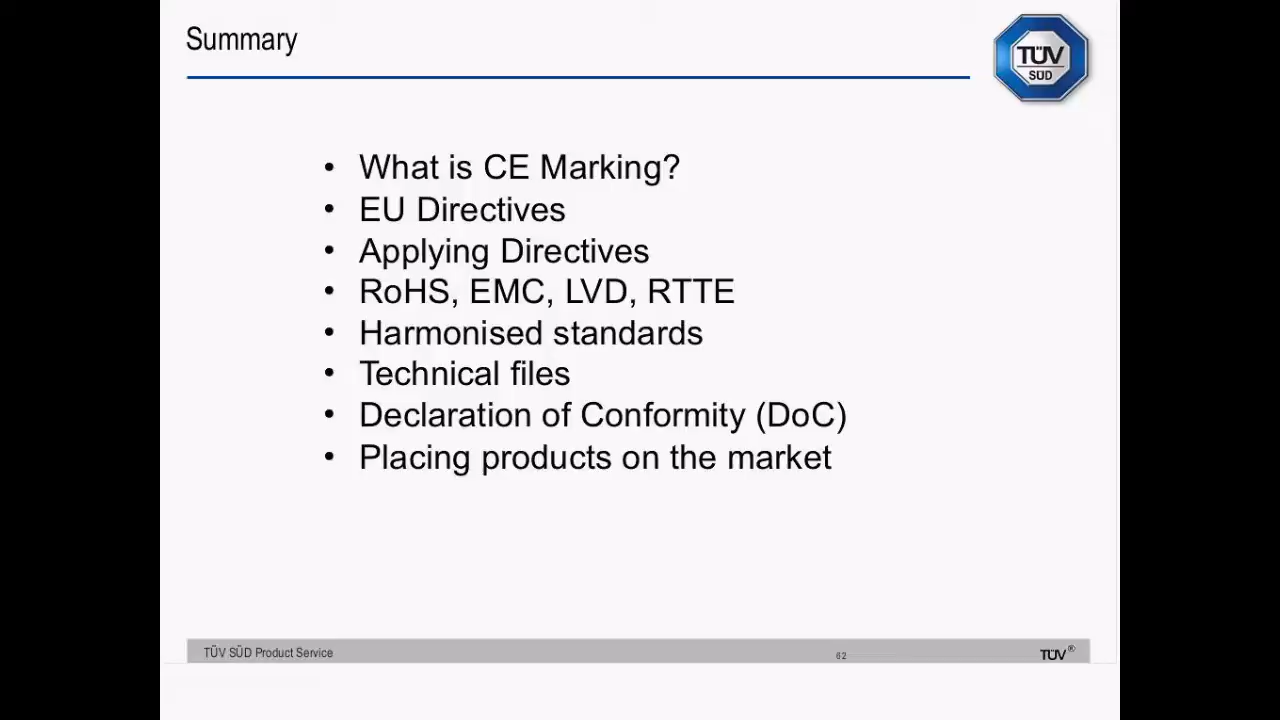 Summary
TÜV
SÜD
• What is CE Marking?
• EU Directives
• Applying Directives
• RoHS, EMC, LVD, RTTE
• Harmonised standards
• Technical files
• Declaration of Conformity (DoC)
• Placing products on the market
TÜV SÜD Product Service
62
TÜV®